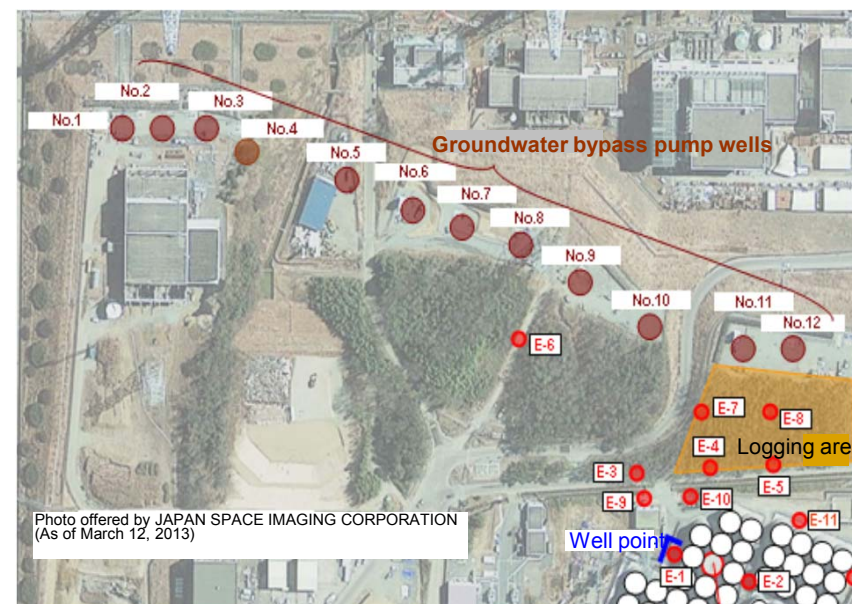 No.2
No.1
No.3
No.4
Groundwater bypass pump wells
No.5
No.6
No.7
No.8
No.9
No.10
No.11
No.12
E-6
E-7
E-8
E-4
Logging are
E-3
E-5
E-9
E-10
Photo offered by JAPAN SPACE IMAGING CORPORATION
(As of March 12, 2013)
E-11
Well point
E-1
E-2